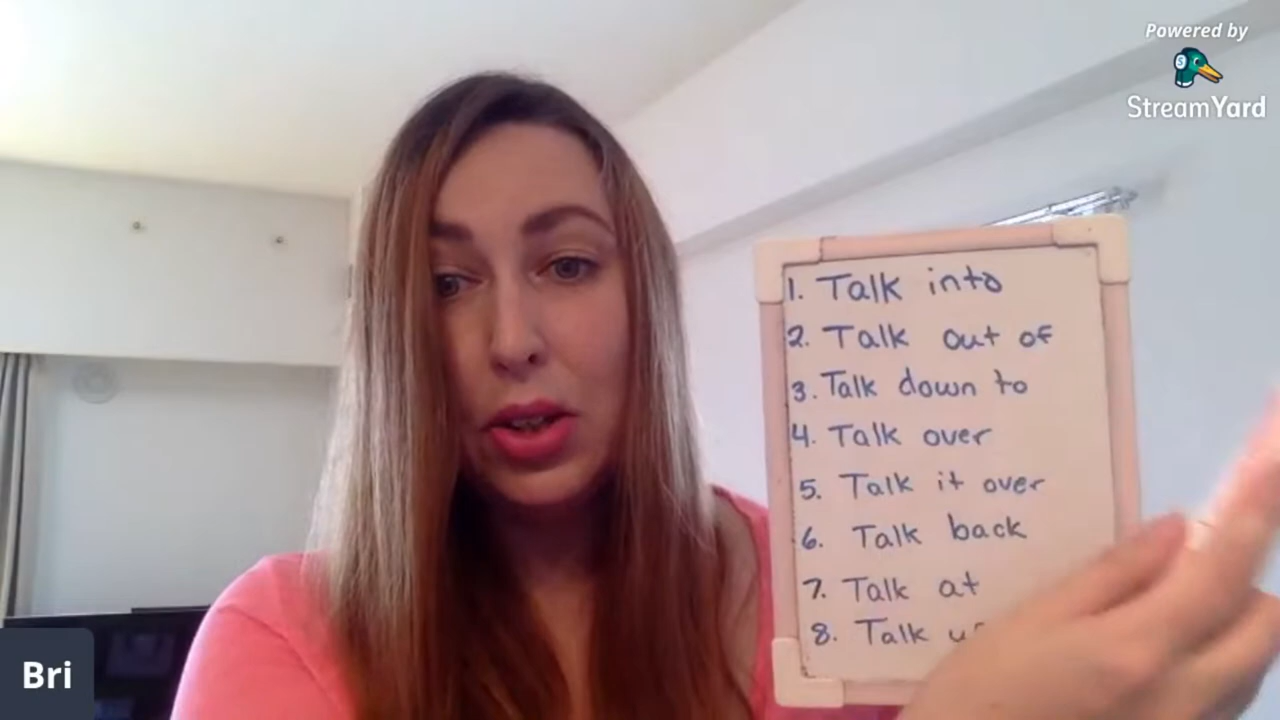 Powered by
StreamYard
1. Talk into
2. Talk out of
3. Talk down to
4. Talk over
5. Talk it over
6. Talk back
7. Talk at
8. Talk
Bri